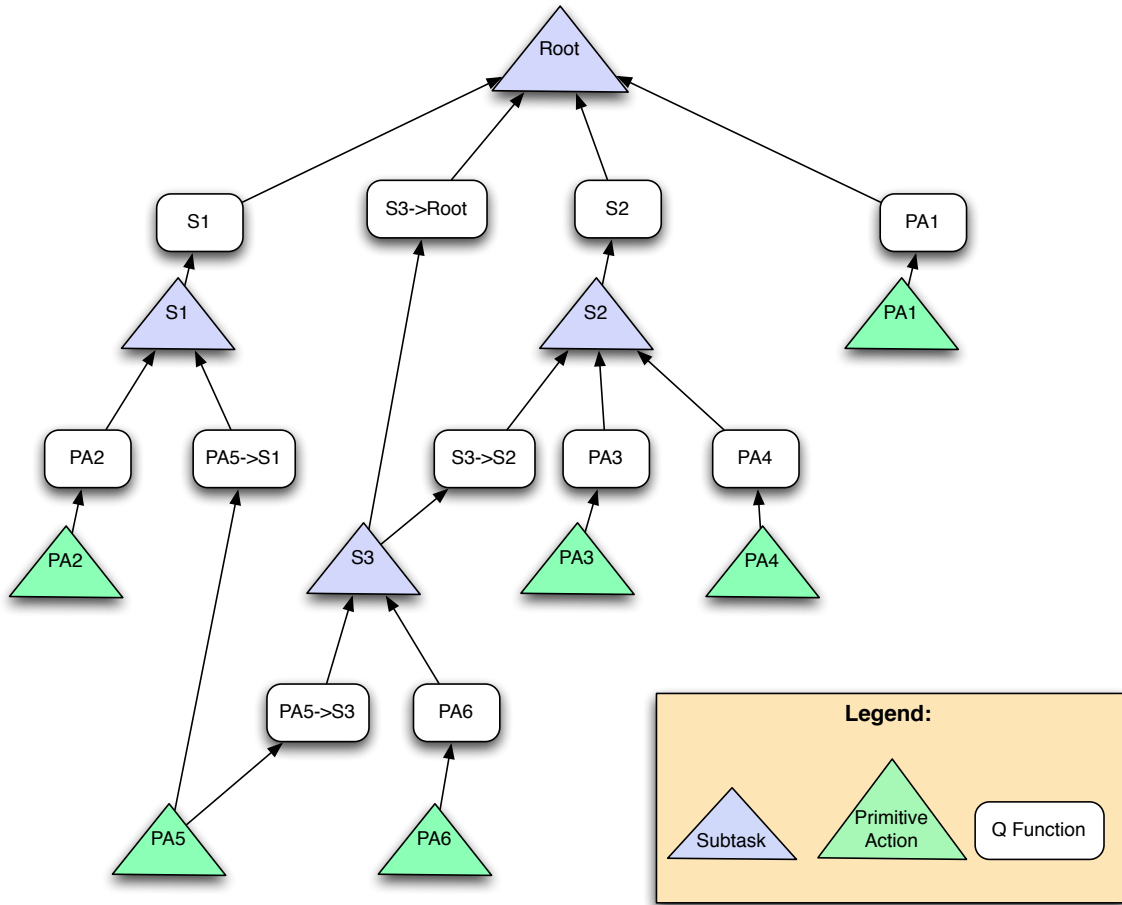 Root
S1
S3->Root
S2
PA1
S1
S2
PA1
PA2
PA5->S1
S3->S2
PA3
PA4
PA2
S3
PA3
PA4
PA5->S3
PA6
PA5
PA6
Legend:
Subtask
Primitive
Action
Q Function